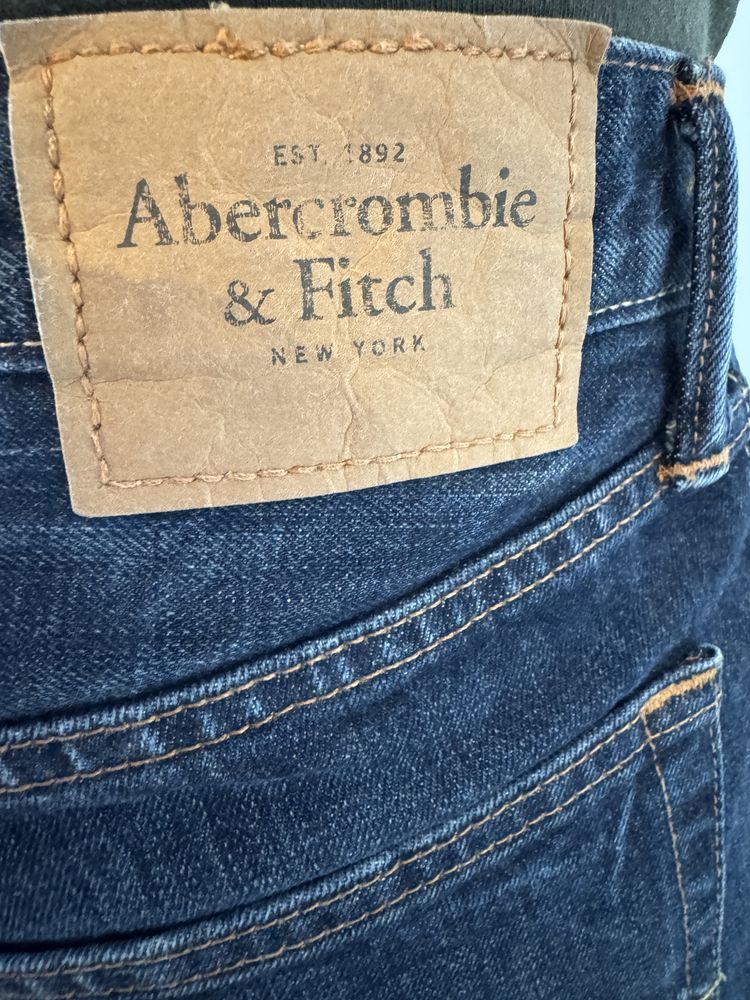 EST. 1892
Abercrombie
& Fitch
NEW YORK